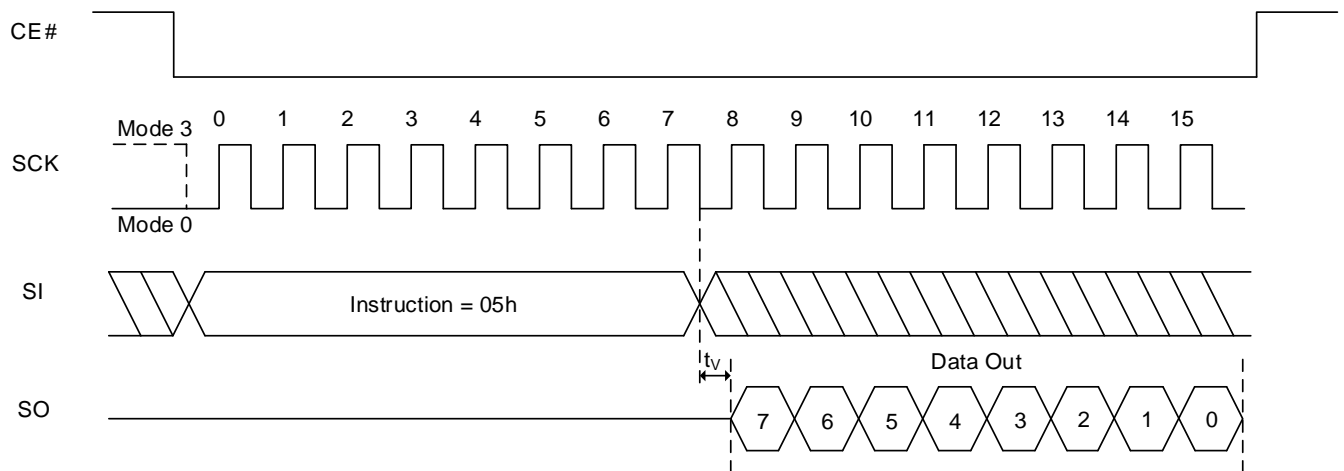 CE#
Mode 3
0 1 2 3 4 5 6 7 8 9 10 11 12 13 14 15
SCK
Mode 0
SI
Instruction = 05h
tV
Data Out
SO
7 6 5 4 3 2 1 0